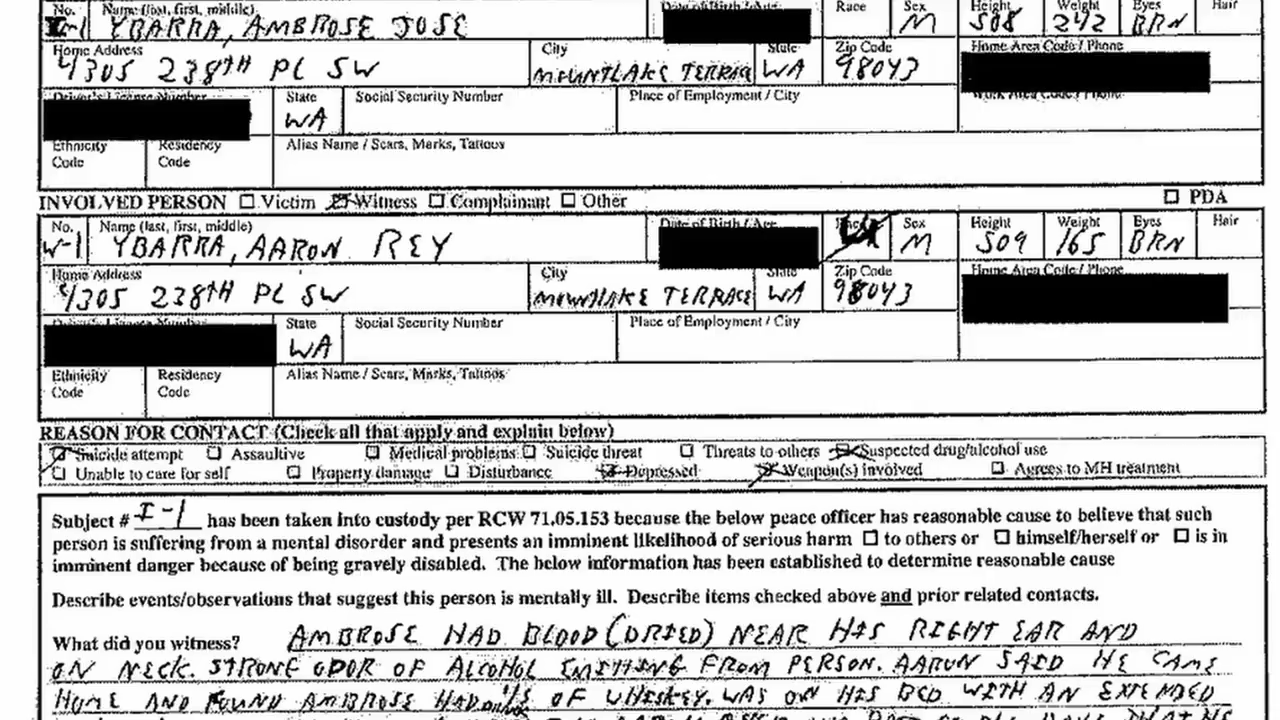 No. Name (last, first, middle) Race Sex Height Weight Eyes Hair
I-1 YBARRA, AMBROSE JOSE M 508 242 BRN
Home Address City State Zip Code Home Area Code / Phone
4305 238TH PL SW MOUNTLAKE TERRACE WA 98043
Driver's License Number State Social Security Number Place of Employment / City Work Area Code / Phone
WA
Ethnicity Code Residency Code Alias Name / Scars, Marks, Tattoos
INVOLVED PERSON ☐ Victim ☒ Witness ☐ Complainant ☐ Other ☐ PDA
No. Name (last, first, middle) Date of Birth / Age Sex Height Weight Eyes Hair
W-1 YBARRA, AARON REY M 509 165 BRN
Home Address City State Zip Code Home Area Code / Phone
4305 238TH PL SW MOUNTLAKE TERRACE WA 98043
Driver's License Number State Social Security Number Place of Employment / City
WA
Ethnicity Code Residency Code Alias Name / Scars, Marks, Tattoos
REASON FOR CONTACT (Check all that apply and explain below)
☒ Suicide attempt ☐ Assaultive ☐ Medical problems ☐ Suicide threat ☐ Threats to others ☒ Suspected drug/alcohol use
☐ Unable to care for self ☐ Property damage ☐ Disturbance ☒ Depressed ☒ Weapon(s) involved ☐ Agrees to MH treatment
Subject # I-1 has been taken into custody per RCW 71.05.153 because the below peace officer has reasonable cause to believe that such
person is suffering from a mental disorder and presents an imminent likelihood of serious harm ☐ to others or ☐ himself/herself or ☐ is in
imminent danger because of being gravely disabled. The below information has been established to determine reasonable cause
Describe events/observations that suggest this person is mentally ill. Describe items checked above and prior related contacts.
What did you witness? AMBROSE HAD BLOOD (DRIED) NEAR HIS RIGHT EAR AND
ON NECK. STRONG ODOR OF ALCOHOL EMITTING FROM PERSON. AARON SAID HE CAME
HOME AND FOUND AMBROSE HAD 1/5 OF WHISKEY. WAS ON HIS BED WITH AN EXTENDED